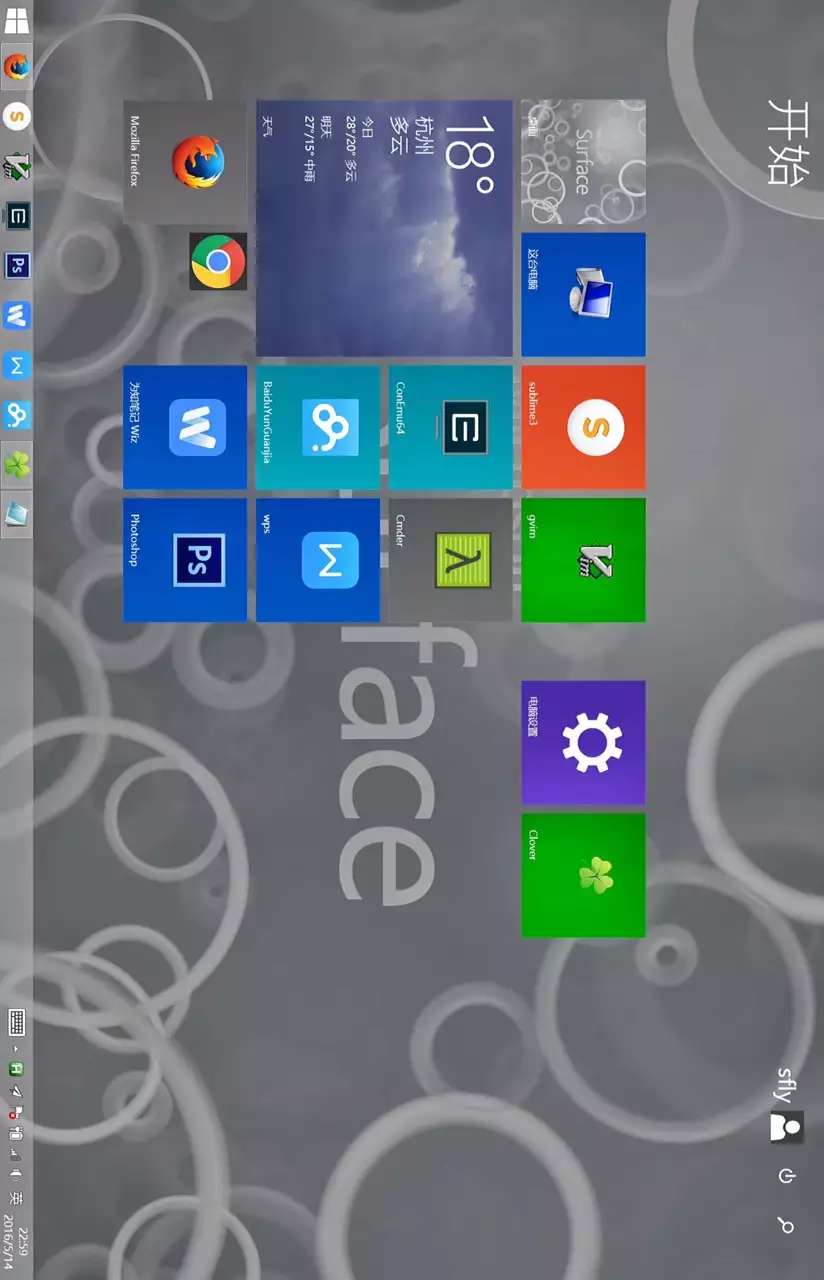 开始
sfly
Surface
桌面
这台电脑
sublime3
gvim
电脑设置
Clover
18°
杭州
多云
今日
28°/20° 多云
明天
27°/15° 中雨
天气
ConEmu64
Cmder
BaiduYunGuanjia
wps
Mozilla Firefox
为知笔记 Wiz
Photoshop
Ps
face
Ps
英
22:59
2016/5/14